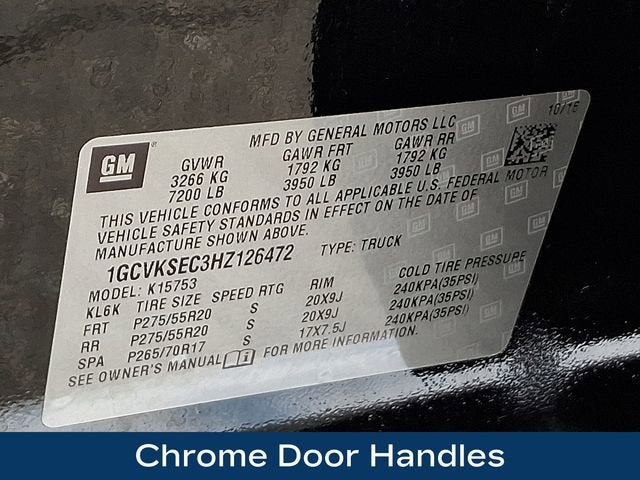 GM
MFD BY GENERAL MOTORS LLC
10/15
GVWR GAWR FRT GAWR RR
3266 KG 1792 KG 1792 KG
7200 LB 3950 LB 3950 LB
THIS VEHICLE CONFORMS TO ALL APPLICABLE U.S. FEDERAL MOTOR
VEHICLE SAFETY STANDARDS IN EFFECT ON THE DATE OF
MANUFACTURE SHOWN ABOVE.
1GCVKSEC3HZ126472 TYPE: TRUCK
MODEL: K15753
KL6K TIRE SIZE SPEED RTG RIM COLD TIRE PRESSURE
FRT P275/55R20 S 20X9J 240KPA(35PSI)
RR P275/55R20 S 20X9J 240KPA(35PSI)
SPA P265/70R17 S 17X7.5J 240KPA(35PSI)
SEE OWNER'S MANUAL FOR MORE INFORMATION.
Chrome Door Handles